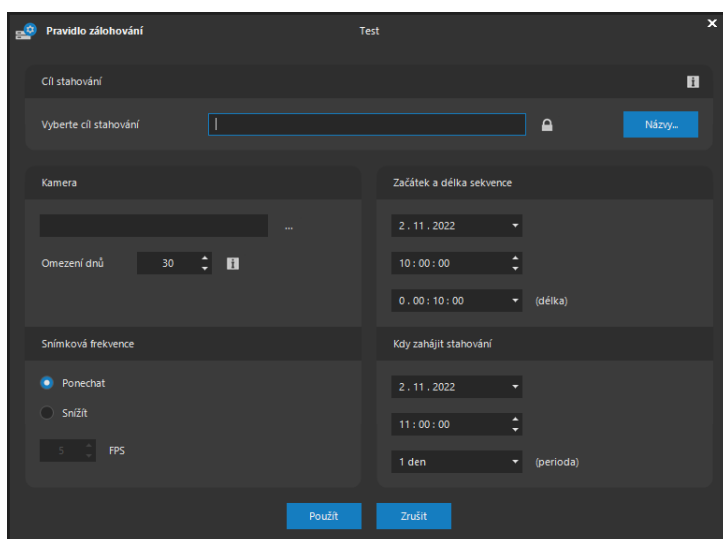 Pravidlo zálohování Test
Cíl stahování
Vyberte cíl stahování Názvy...
Kamera
...
Omezení dnů 30
Začátek a délka sekvence
2 . 11 . 2022
10 : 00 : 00
0 . 00 : 10 : 00 (délka)
Snímková frekvence
Ponechat
Snížít
5 FPS
Kdy zahájit stahování
2 . 11 . 2022
11 : 00 : 00
1 den (perioda)
Použít Zrušit